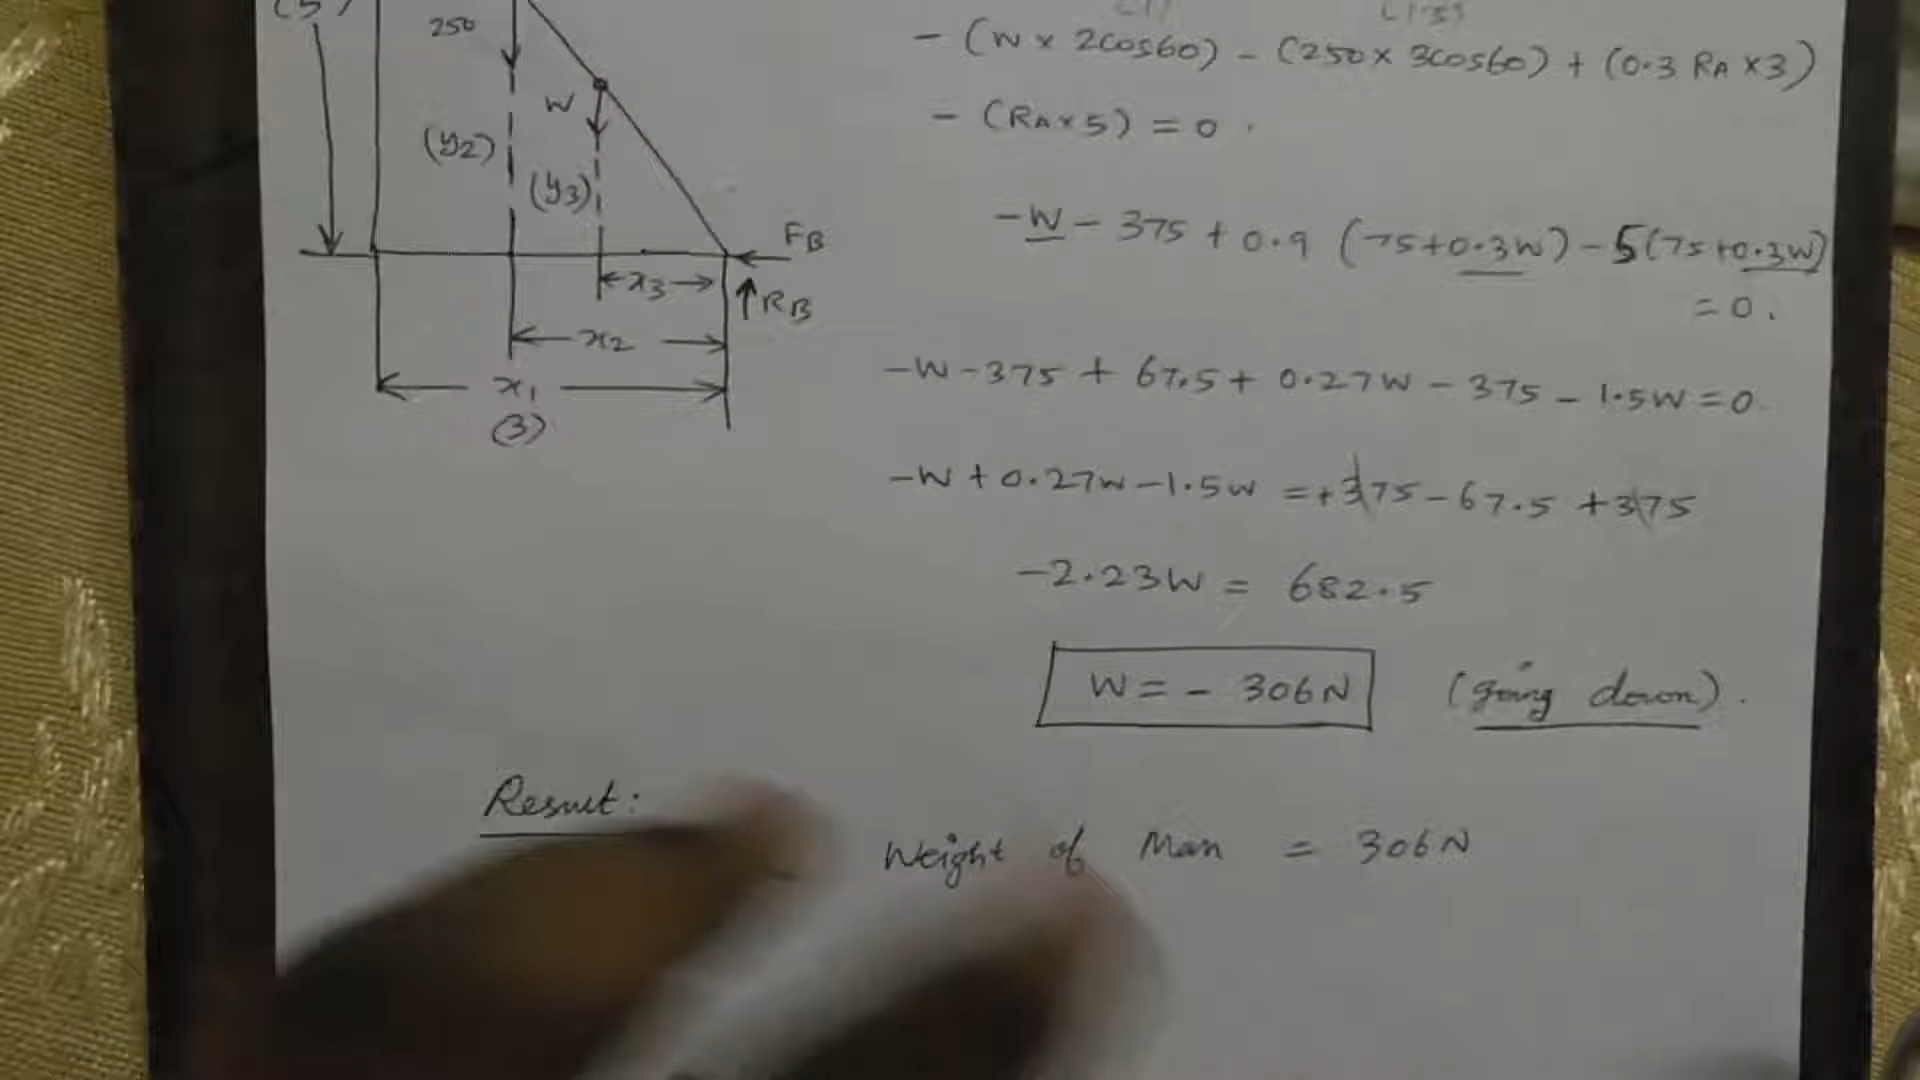 250
W
(y2)
(y3)
FB
x3
RB
x2
x1
(3)
- (W x 2cos60) - (250 x 3cos60) + (0.3 RA x 3)
- (RA x 5) = 0.
-W - 375 + 0.9 (75+0.3W) - 5(75+0.3W)
= 0.
-W - 375 + 67.5 + 0.27W - 375 - 1.5W = 0
-W + 0.27W - 1.5W = +375 - 67.5 + 375
-2.23W = 682.5
W = - 306N (going down).
Result:
Weight of Man = 306N